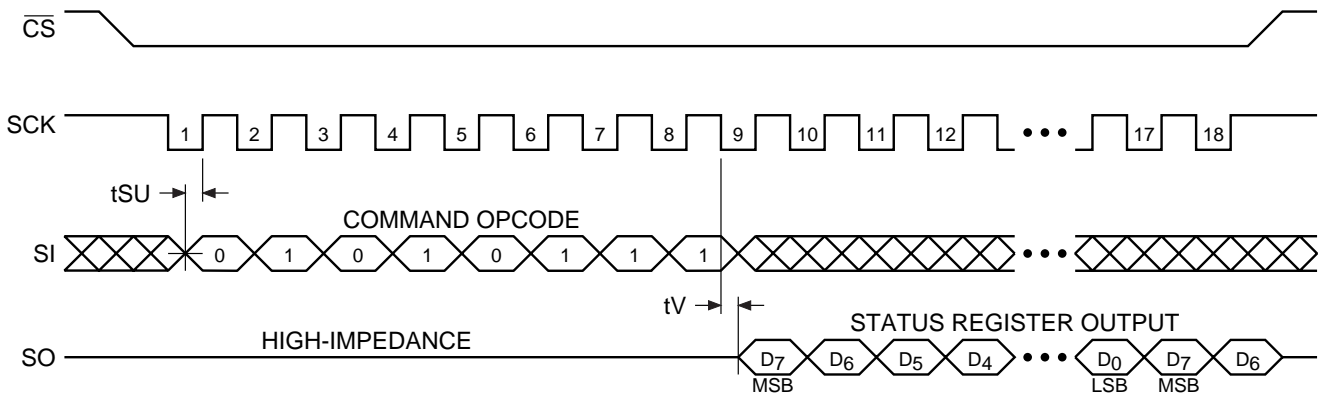 CS
SCK 1 2 3 4 5 6 7 8 9 10 11 12 17 18
tSU
COMMAND OPCODE
SI 0 1 0 1 0 1 1 1
tV
HIGH-IMPEDANCE STATUS REGISTER OUTPUT
SO D7 D6 D5 D4 D0 D7 D6
MSB LSB MSB